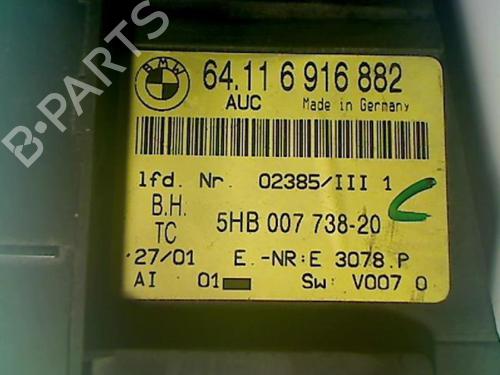 B-PARTS
BMW
64.11 6 916 882
AUC Made in Germany
lfd. Nr. 02385/III 1
B.H. 5HB 007 738-20
TC
27/01 E.-NR:E 3078.P
AI 01 Sw: V007 0